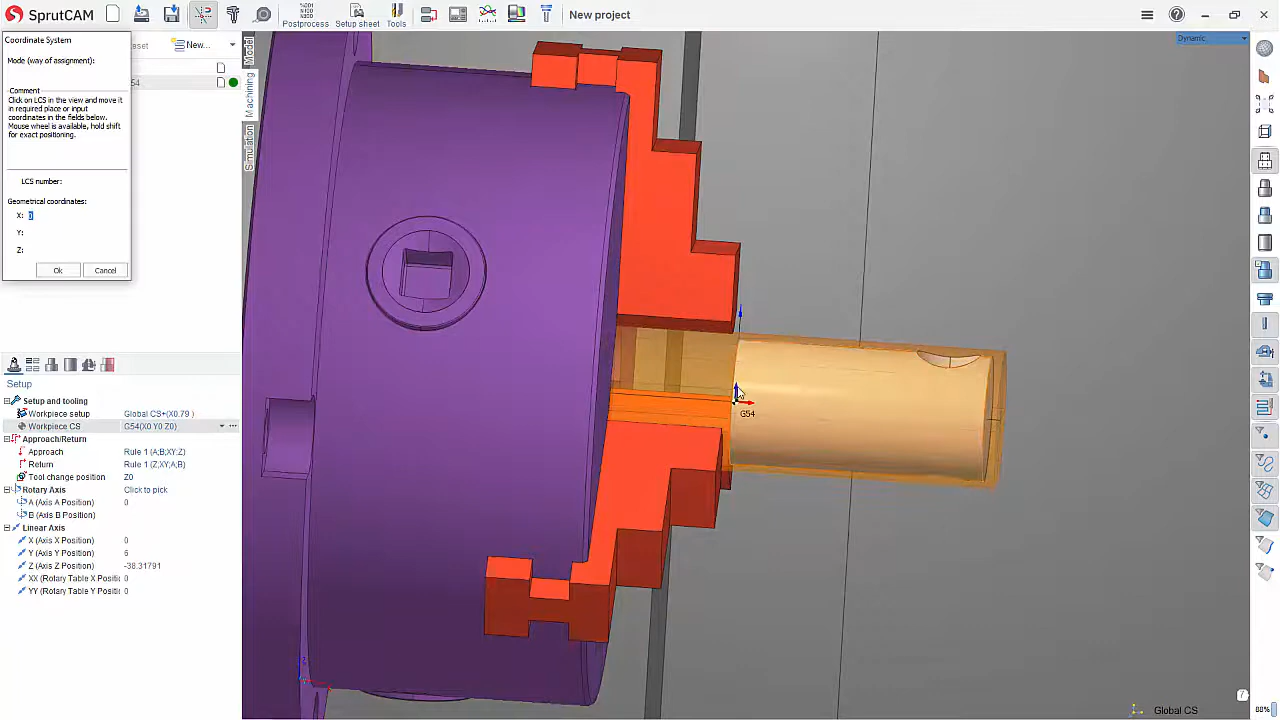 SprutCAM
Postprocess
Setup sheet
Tools
New project
Dynamic
Coordinate System
Mode (way of assignment):
Comment
Click on LCS in the view and move it
in required place or input
coordinates in the fields below.
Mouse wheel is available, hold shift
for exact positioning.
LCS number:
Geometrical coordinates:
X: 0
Y:
Z:
Ok
Cancel
New...
54
Model
Machining
Simulation
Setup
Setup and tooling
Workpiece setup Global CS+(X0.79 )
Workpiece CS G54(X0 Y0 Z0)
Approach/Return
Approach Rule 1 (A;B;XY;Z)
Return Rule 1 (Z;XY;A;B)
Tool change position Z0
Rotary Axis Click to pick
A (Axis A Position) 0
B (Axis B Position)
Linear Axis
X (Axis X Position) 0
Y (Axis Y Position) 6
Z (Axis Z Position) -38.31791
XX (Rotary Table X Positi 0
YY (Rotary Table Y Positi 0
G54
Global CS
88%